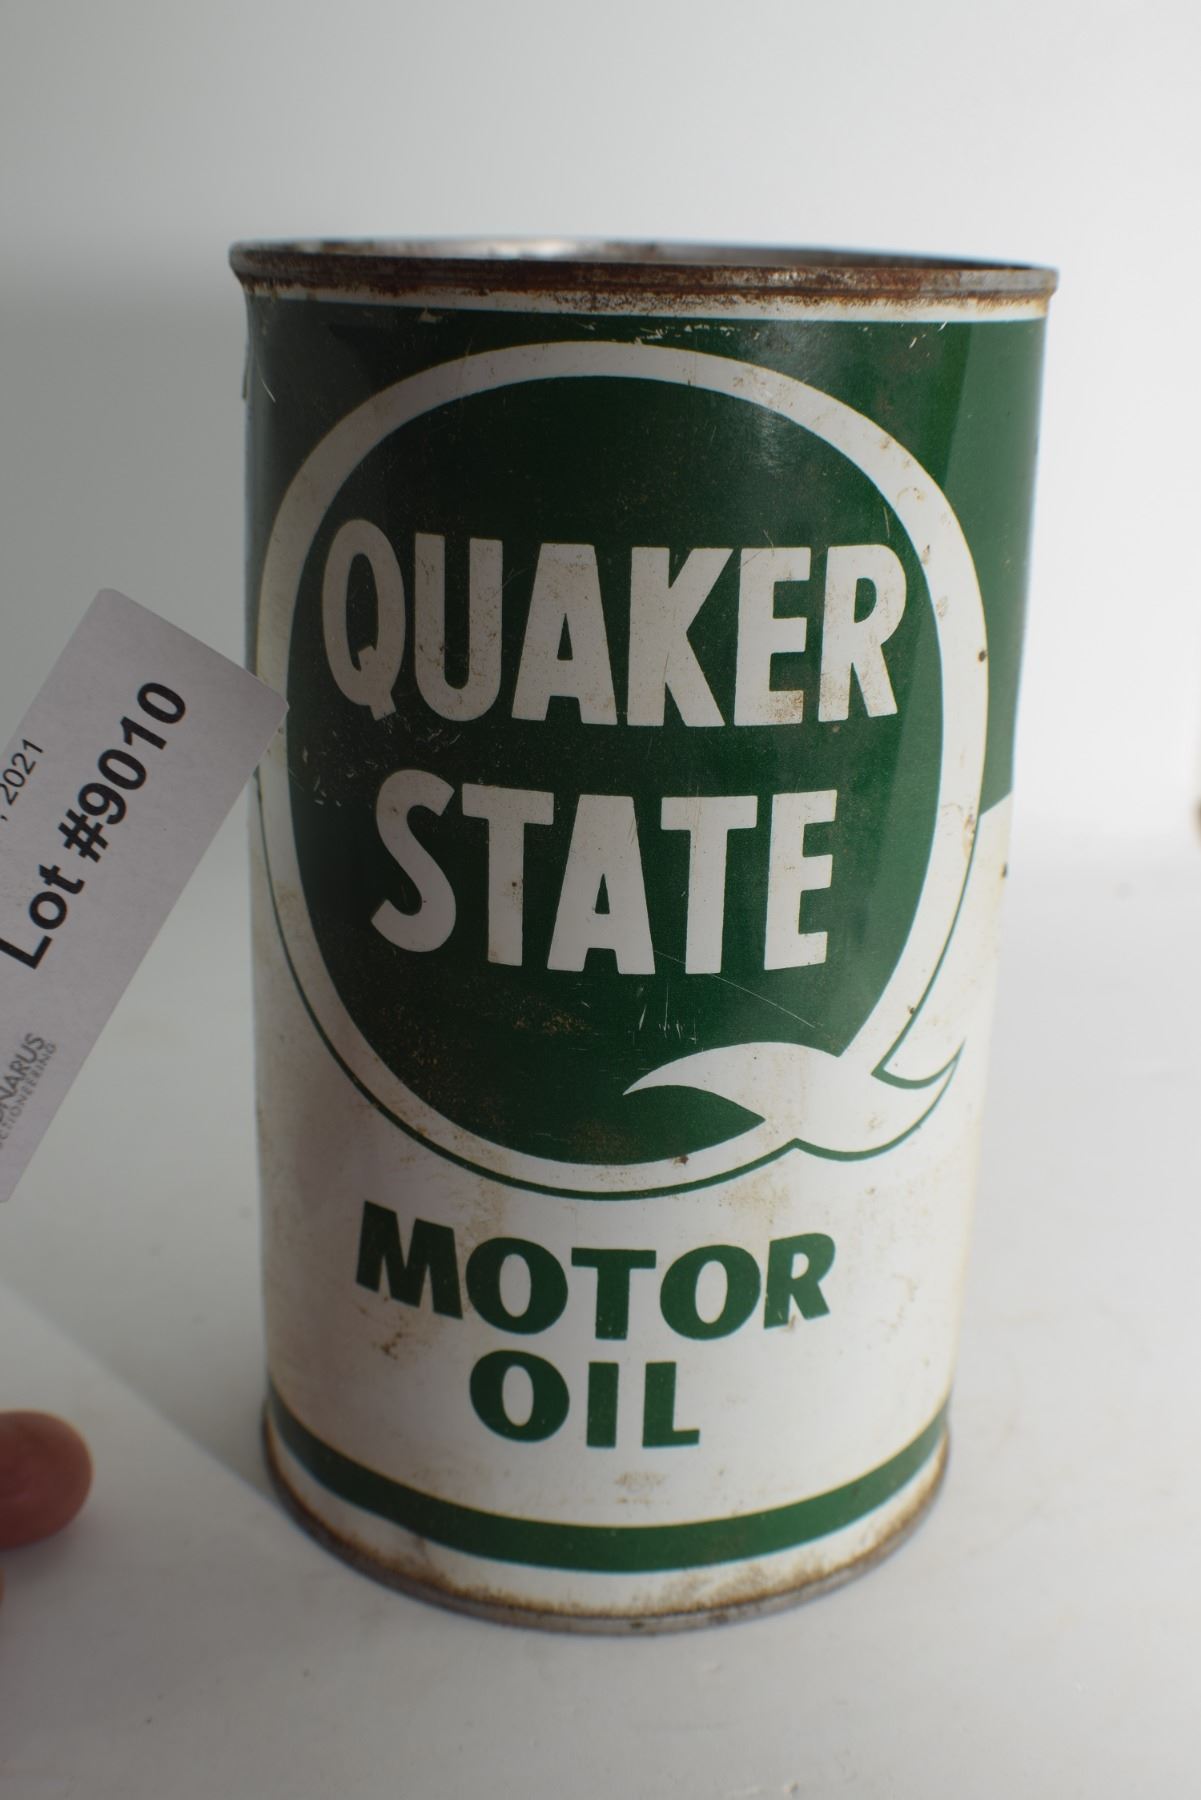 QUAKER
STATE
MOTOR
OIL
, 2021
Lot #9010